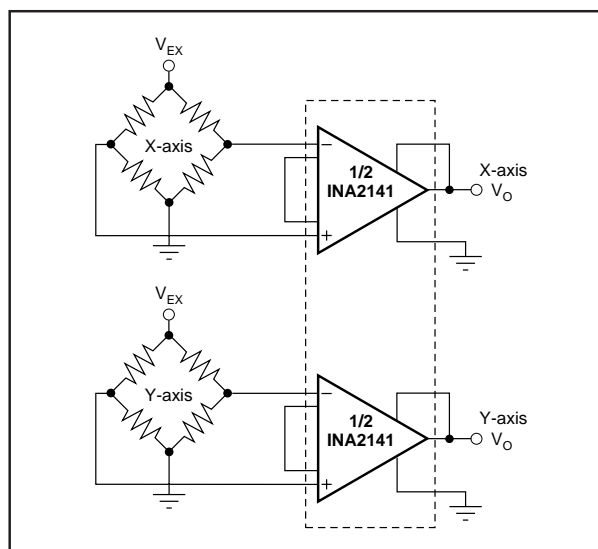 V_EX
X-axis
−
1/2
INA2141
+
X-axis
V_O
V_EX
Y-axis
−
1/2
INA2141
+
Y-axis
V_O